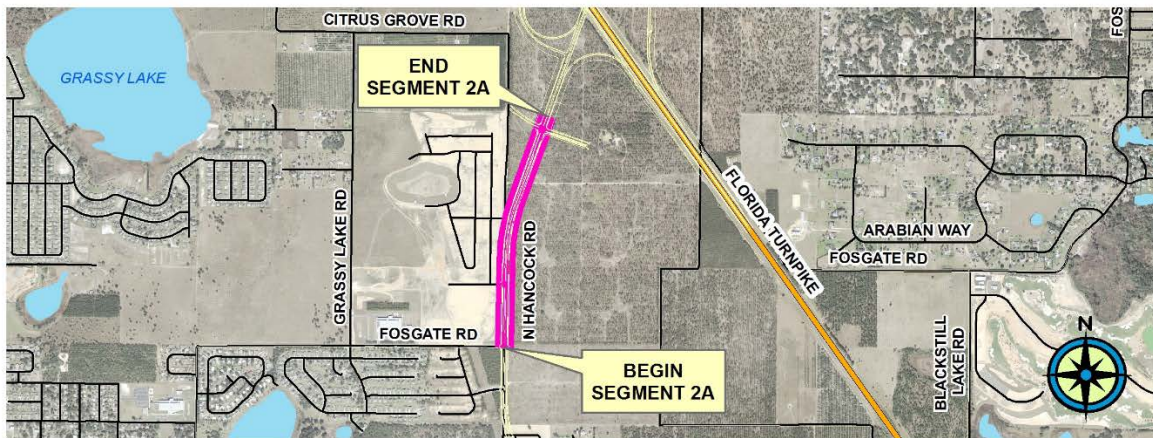 CITRUS GROVE RD
GRASSY LAKE
END
SEGMENT 2A
GRASSY LAKE RD
N HANCOCK RD
FLORIDA TURNPIKE
ARABIAN WAY
FOSGATE RD
FOSGATE RD
BEGIN
SEGMENT 2A
BLACKSTILL
LAKE RD
N
FOS